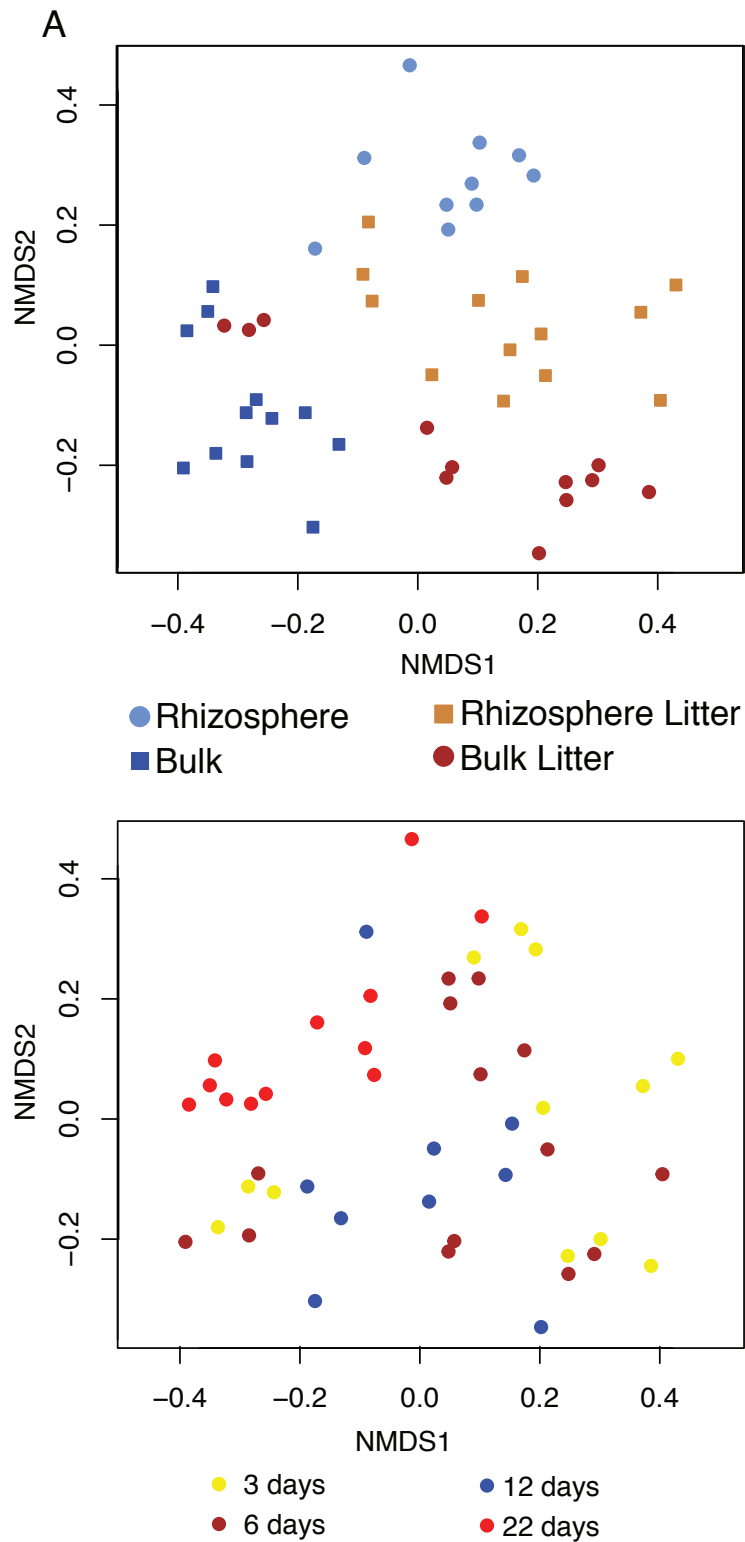 A
0.4
0.2
0.0
−0.2
NMDS2
−0.4 −0.2 0.0 0.2 0.4
NMDS1
Rhizosphere Rhizosphere Litter
Bulk Bulk Litter
0.4
0.2
0.0
−0.2
NMDS2
−0.4 −0.2 0.0 0.2 0.4
NMDS1
3 days 12 days
6 days 22 days